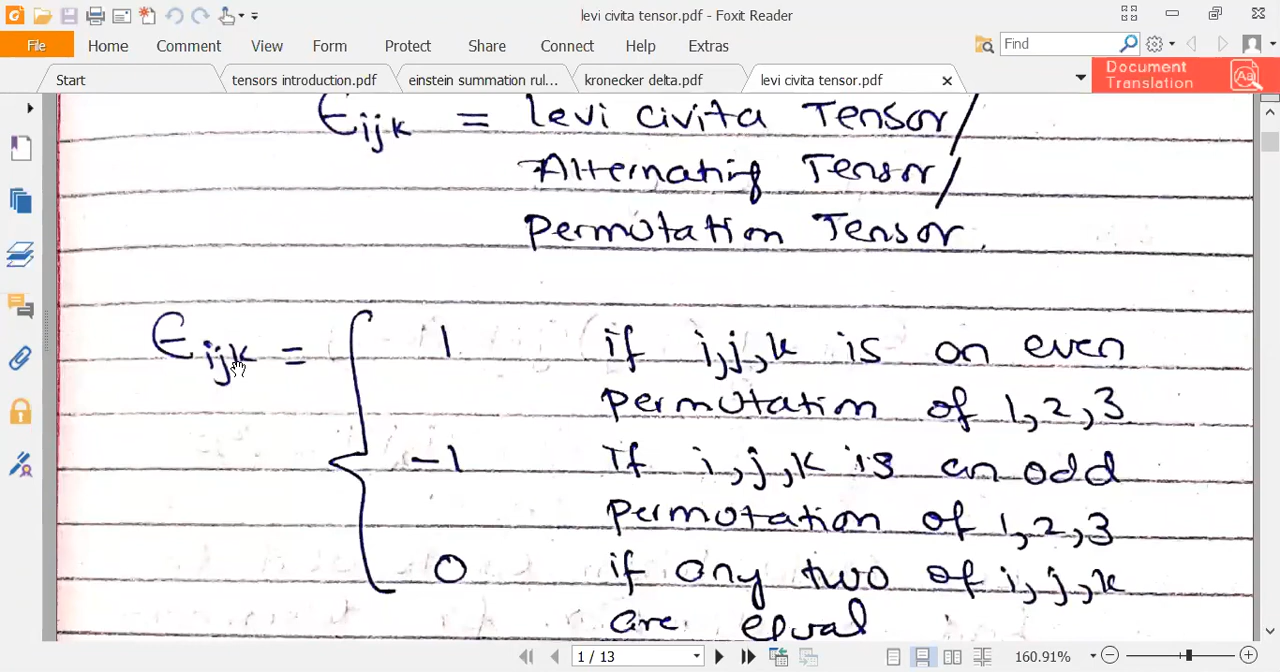 levi civita tensor.pdf - Foxit Reader
File Home Comment View Form Protect Share Connect Help Extras Find
Start tensors introduction.pdf einstein summation rul... kronecker delta.pdf levi civita tensor.pdf Document
Translation
Єijk = levi civita Tensor/
Alternating Tensor/
Permutation Tensor.
Єijk = { 1 if i,j,k is on even
permutation of 1,2,3
-1 If i,j,k is an odd
permutation of 1,2,3
0 if any two of i,j,k
are equal
1 / 13 160.91%